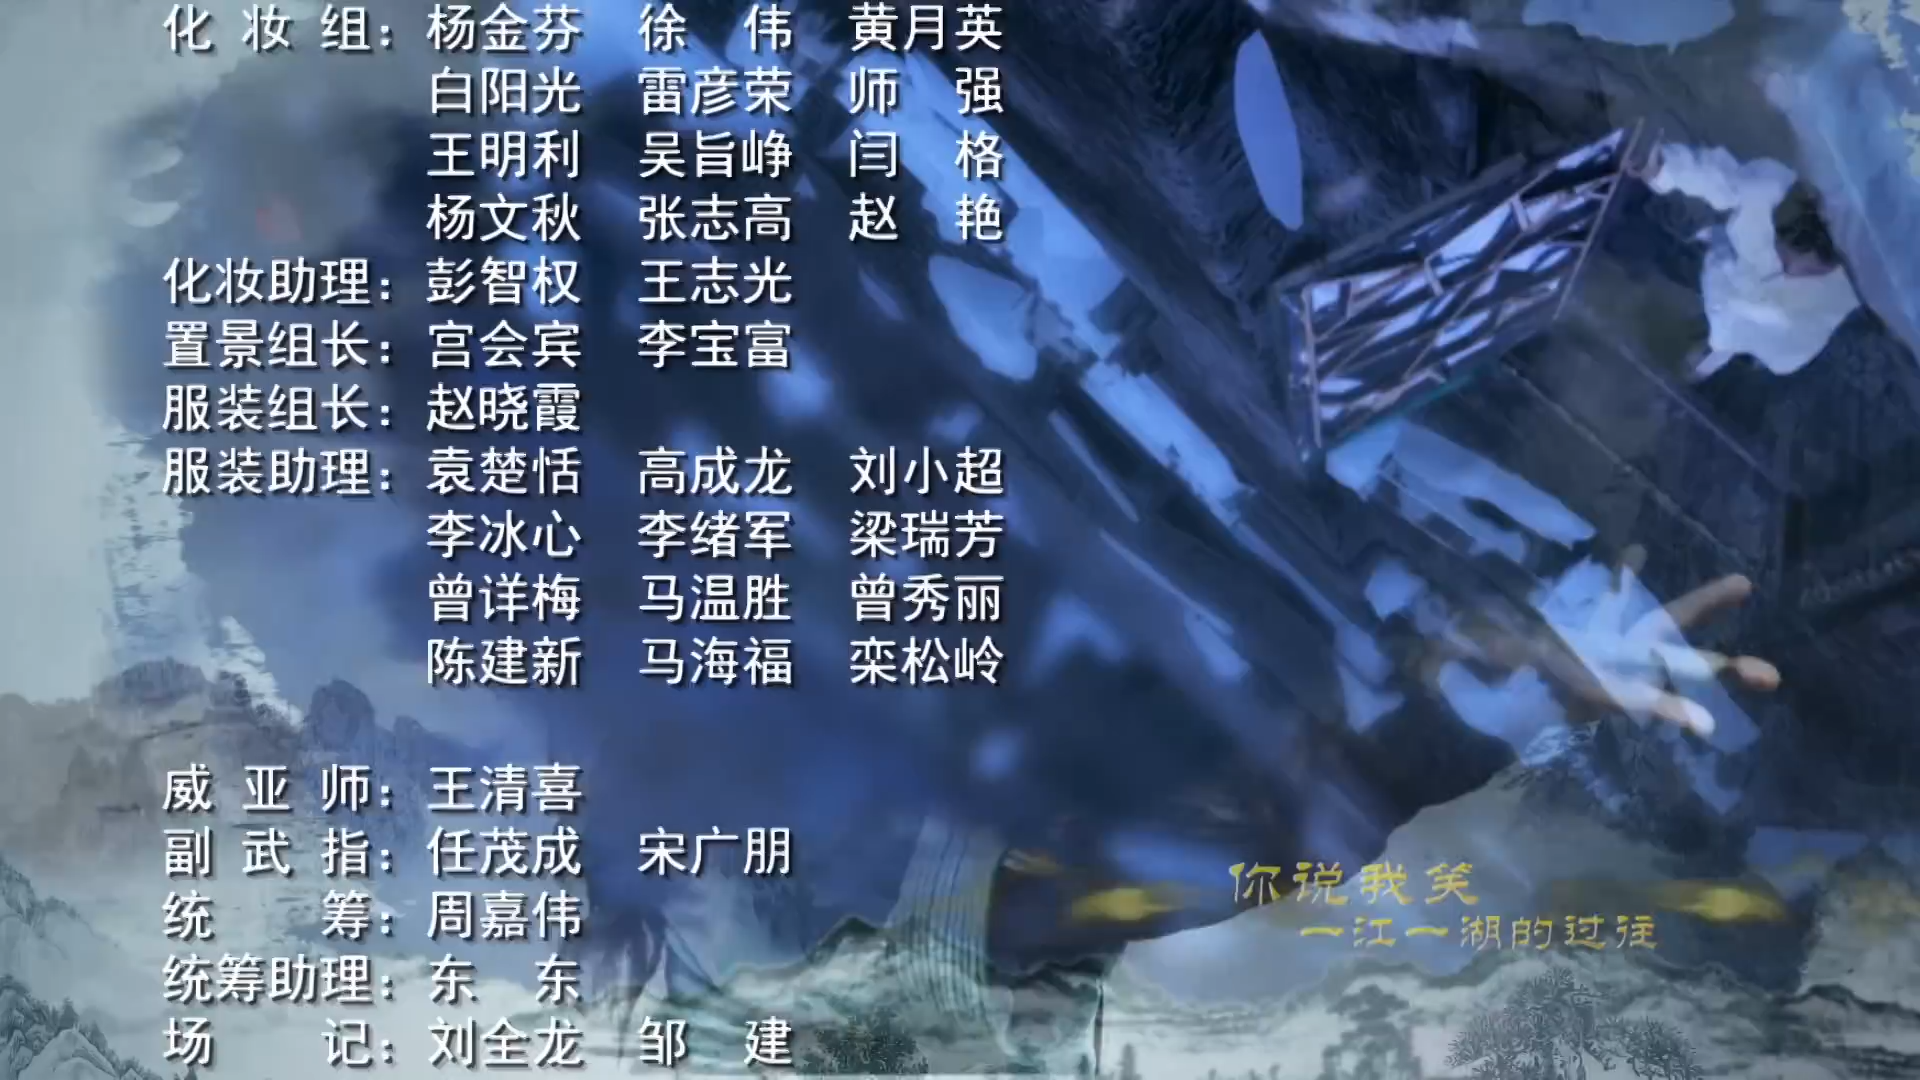 化妆组：杨金芬 徐伟 黄月英
白阳光 雷彦荣 师强
王明利 吴旨峥 闫格
杨文秋 张志高 赵艳
化妆助理：彭智权 王志光
置景组长：宫会宾 李宝富
服装组长：赵晓霞
服装助理：袁楚恬 高成龙 刘小超
李冰心 李绪军 梁瑞芳
曾详梅 马温胜 曾秀丽
陈建新 马海福 栾松岭
威亚师：王清喜
副武指：任茂成 宋广朋
统筹：周嘉伟
统筹助理：东东
场记：刘全龙 邹建
你说我笑
一江一湖的过往